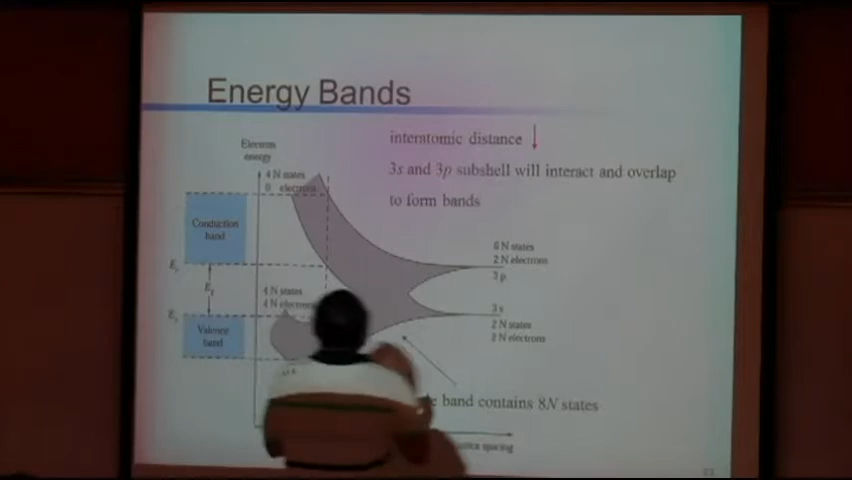 Energy Bands
interatomic distance ↓
3s and 3p subshell will interact and overlap
to form bands
Electron
energy
4 N states
0 electrons
Conduction
band
6 N states
2 N electrons
3p
Eg
4 N states
4 N electrons
3s
2 N states
2 N electrons
Valence
band
band contains 8N states
spacing